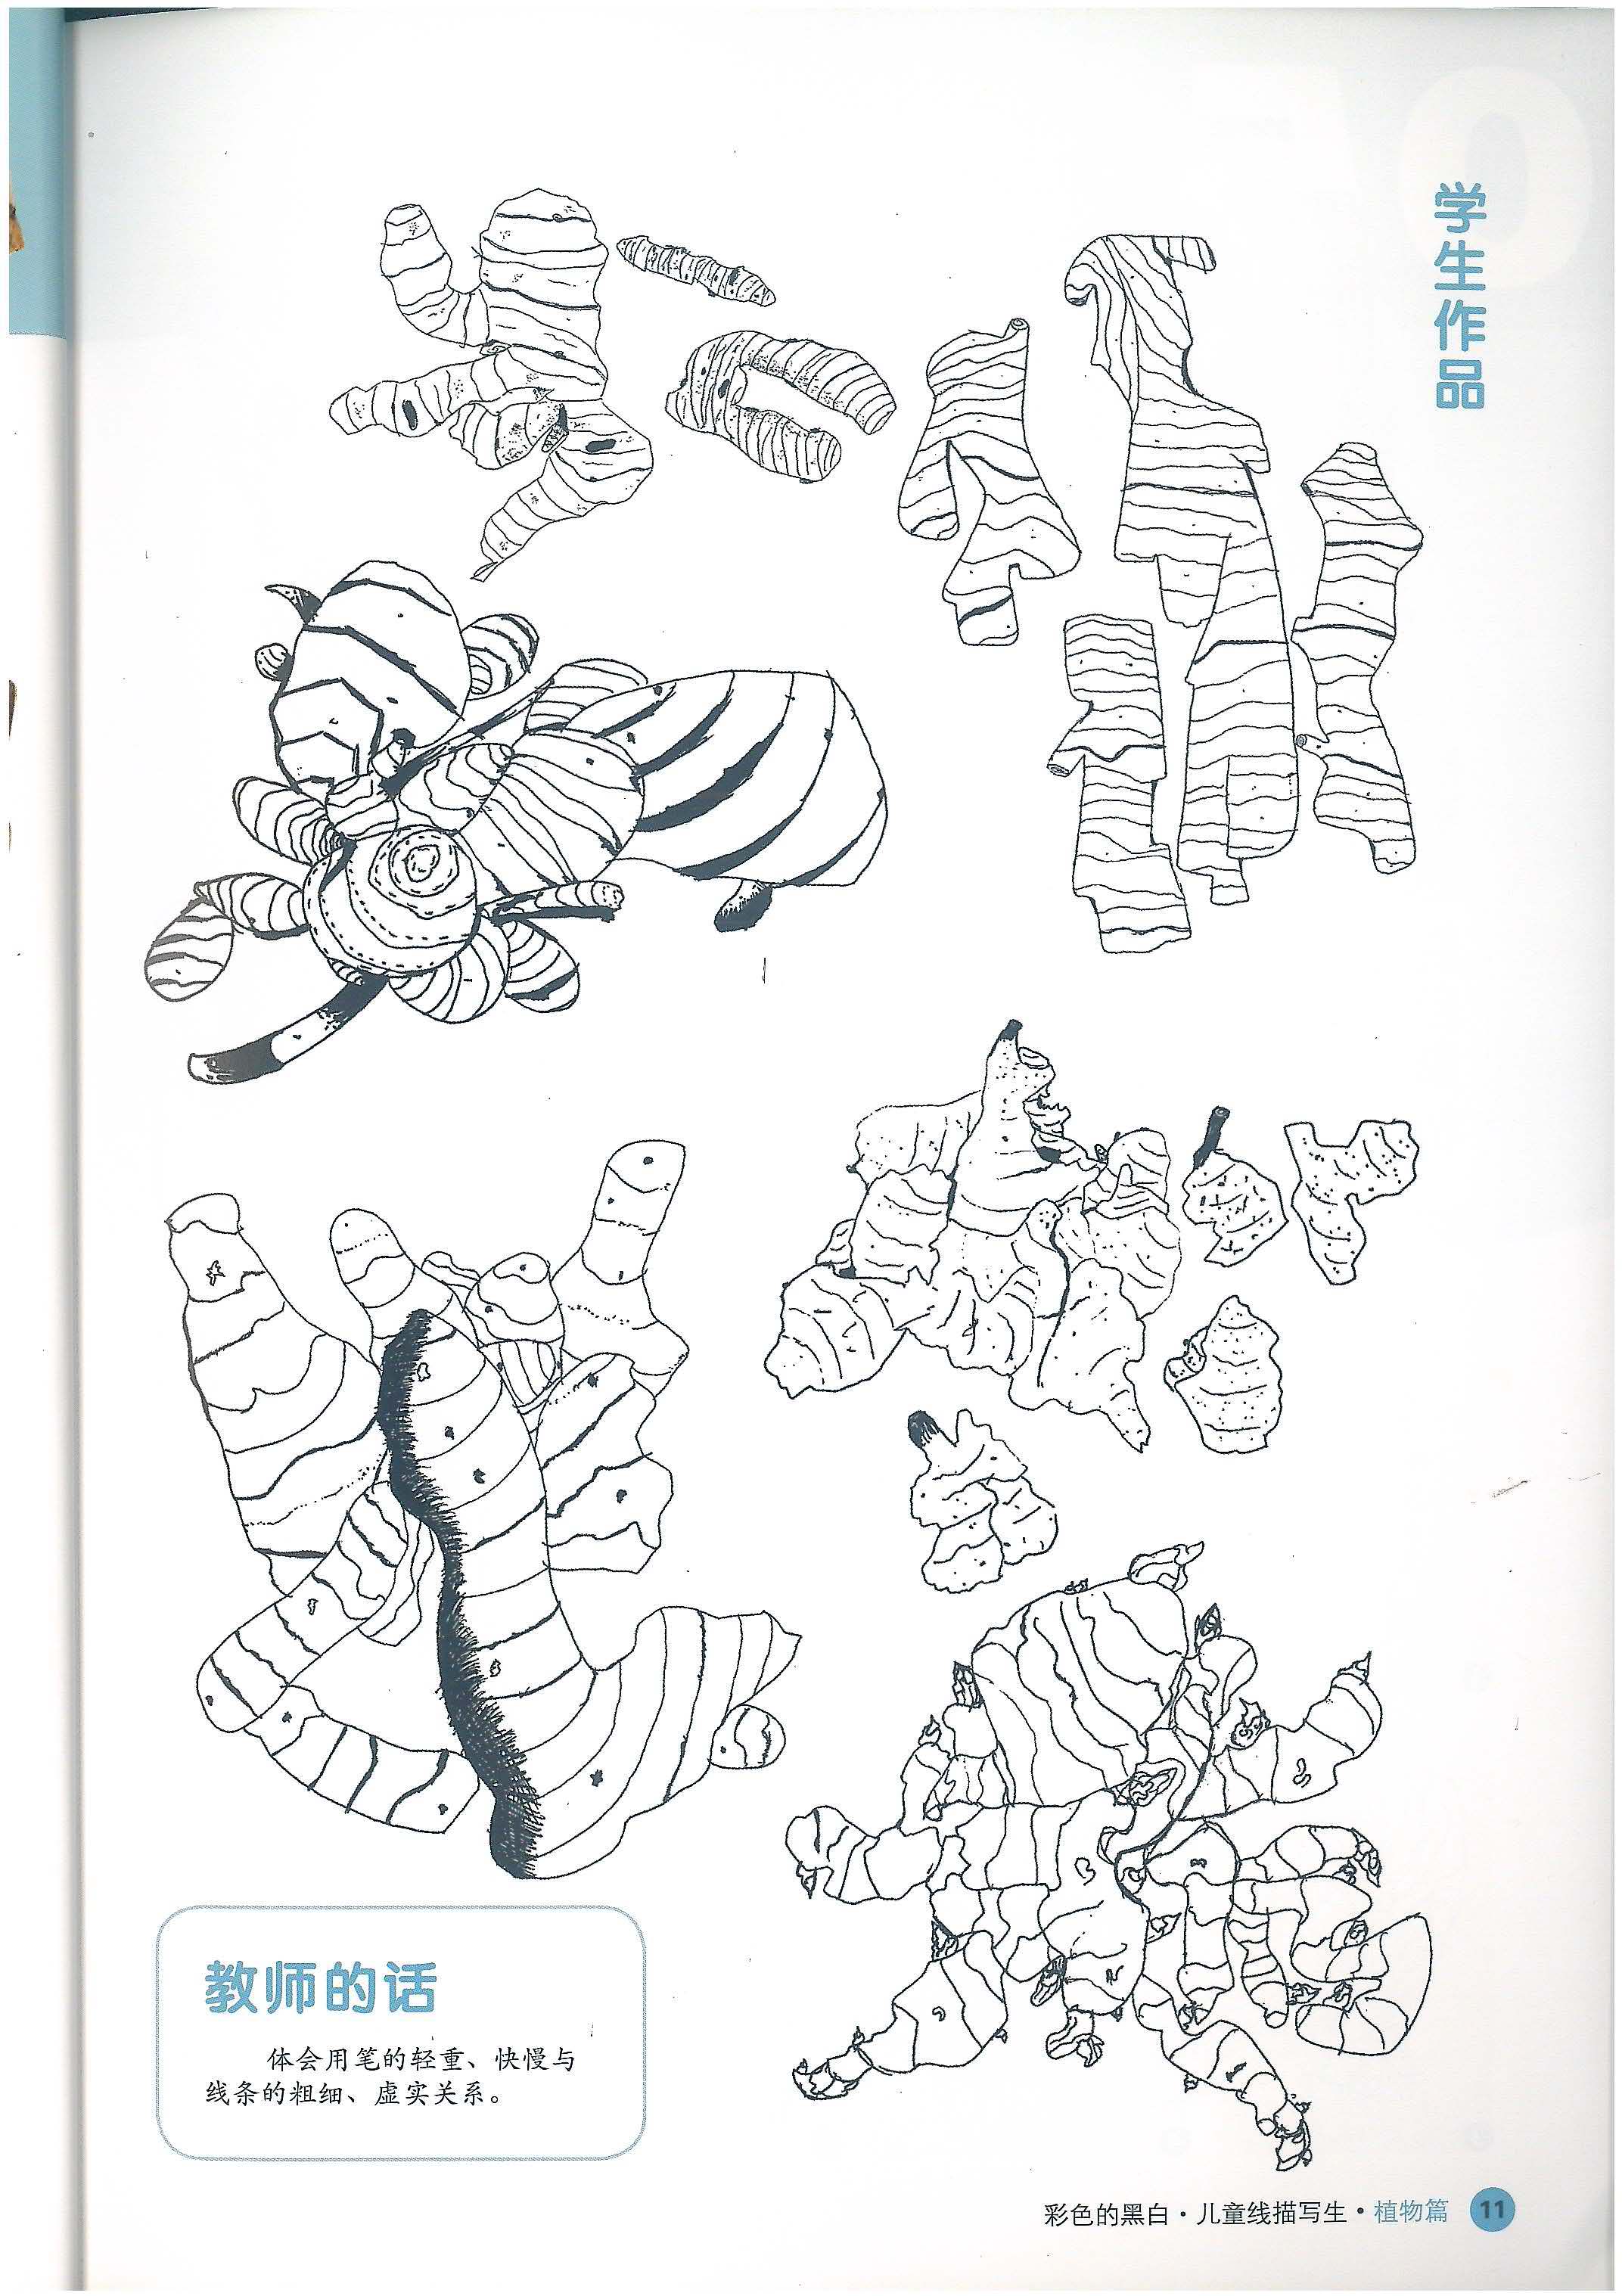 学生作品
教师的话
体会用笔的轻重、快慢与
线条的粗细、虚实关系。
彩色的黑白·儿童线描写生·植物篇 11